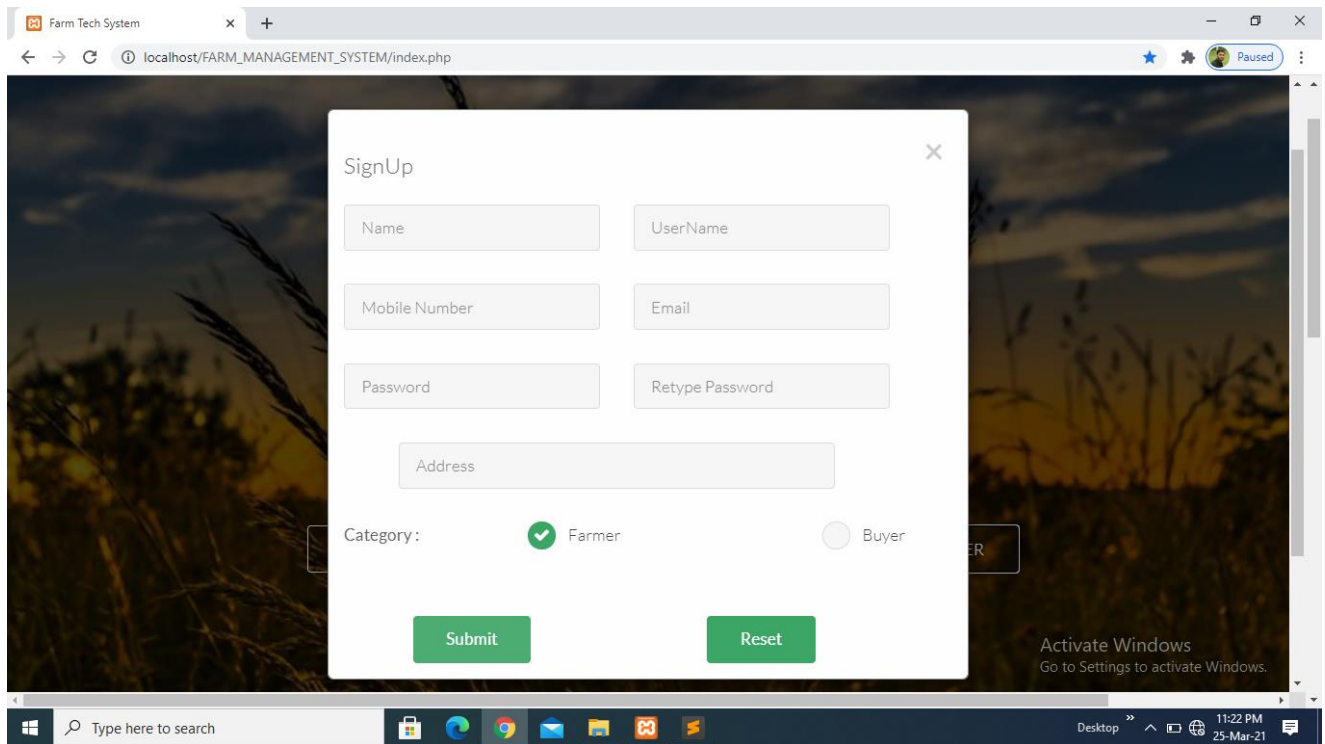 Farm Tech System
localhost/FARM_MANAGEMENT_SYSTEM/index.php
Paused
SignUp
Name
UserName
Mobile Number
Email
Password
Retype Password
Address
Category :
Farmer
Buyer
ER
Submit
Reset
Activate Windows
Go to Settings to activate Windows.
Type here to search
Desktop
11:22 PM
25-Mar-21